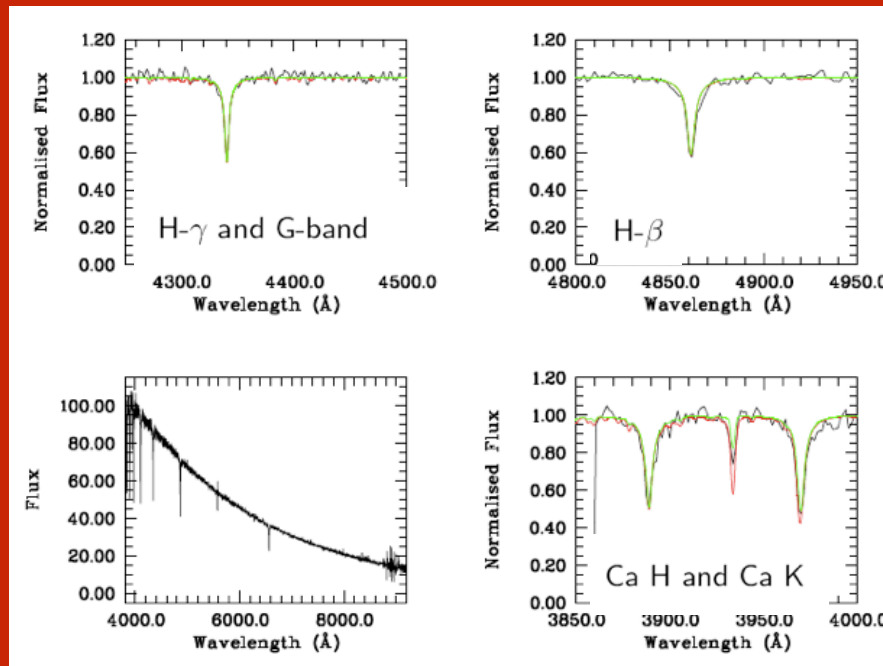 1.20
1.00
0.80
0.60
0.40
0.20
0.00
Normalised Flux
H-γ and G-band
4300.0 4400.0 4500.0
Wavelength (Å)
1.20
1.00
0.80
0.60
0.40
0.20
0.00
Normalised Flux
H-β
4800.0 4850.0 4900.0 4950.0
Wavelength (Å)
100.00
80.00
60.00
40.00
20.00
0.00
Flux
4000.0 6000.0 8000.0
Wavelength (Å)
1.20
1.00
0.80
0.60
0.40
0.20
0.00
Normalised Flux
Ca H and Ca K
3850.0 3900.0 3950.0 4000.0
Wavelength (Å)